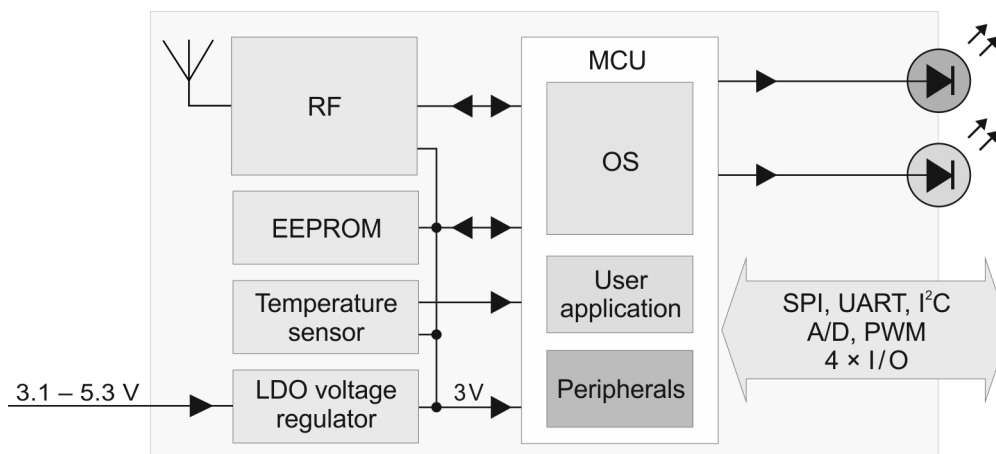 RF
MCU
OS
EEPROM
Temperature
sensor
User
application
SPI, UART, I²C
A/D, PWM
4 × I/O
3.1 – 5.3 V
LDO voltage
regulator
3V
Peripherals